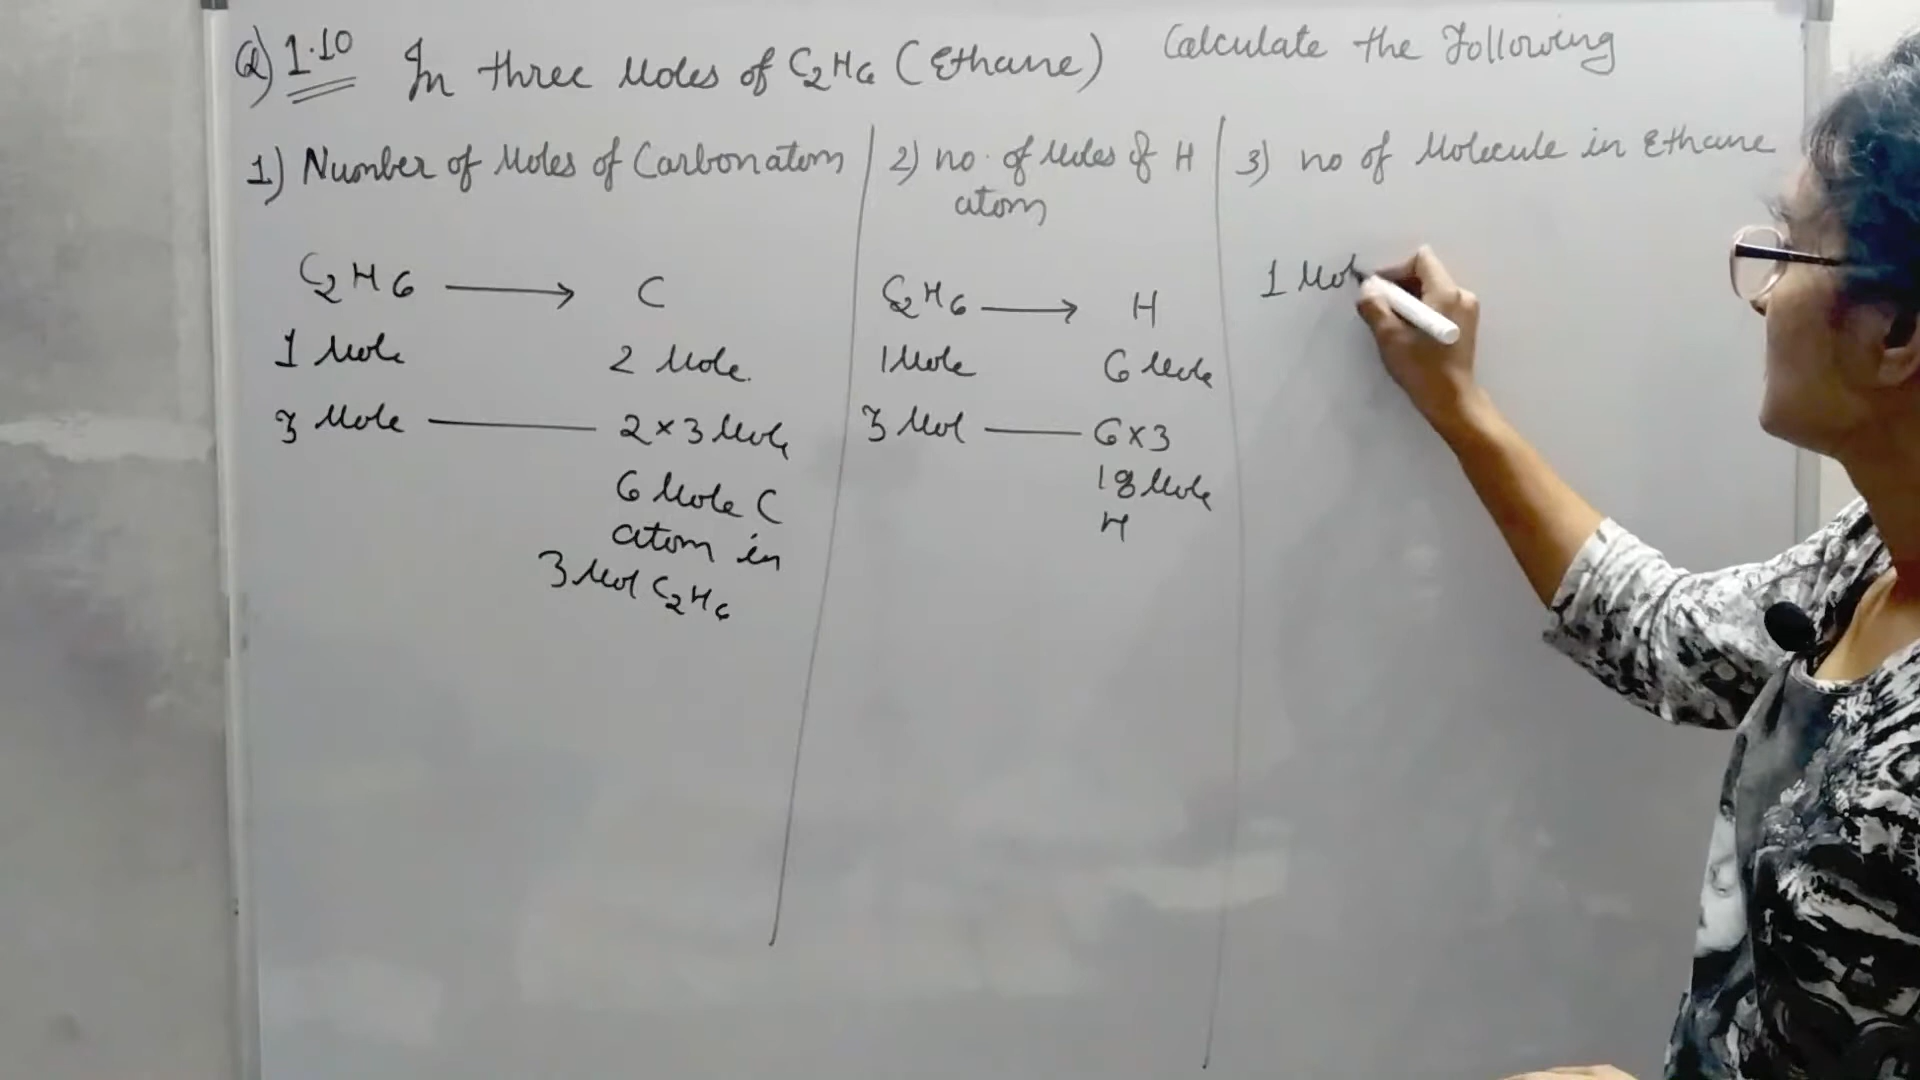 Q) 1.10 In three Moles of C2H6 (Ethane) Calculate the Following
1) Number of Moles of Carbon atom
2) no. of Moles of H
atom
3) no of Molecule in Ethane
C2H6 → C
1 Mole 2 Mole.
3 Mole — 2 × 3 Mole
6 Mole C
atom in
3 Mol C2H6
C2H6 → H
1 Mole 6 Mole
3 Mol — 6×3
18 Mole
H
1 Mol